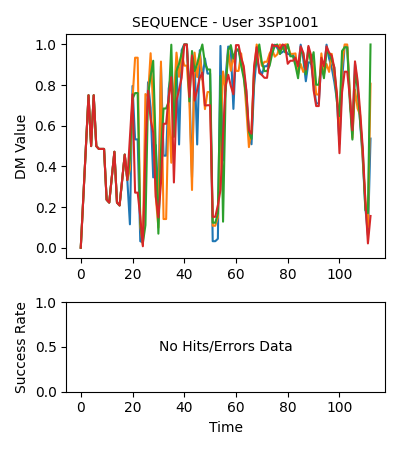 SEQUENCE - User 3SP1001
DM Value
1.0
0.8
0.6
0.4
0.2
0.0
0 20 40 60 80 100
Success Rate
1.0
0.5
0.0
No Hits/Errors Data
0 20 40 60 80 100
Time